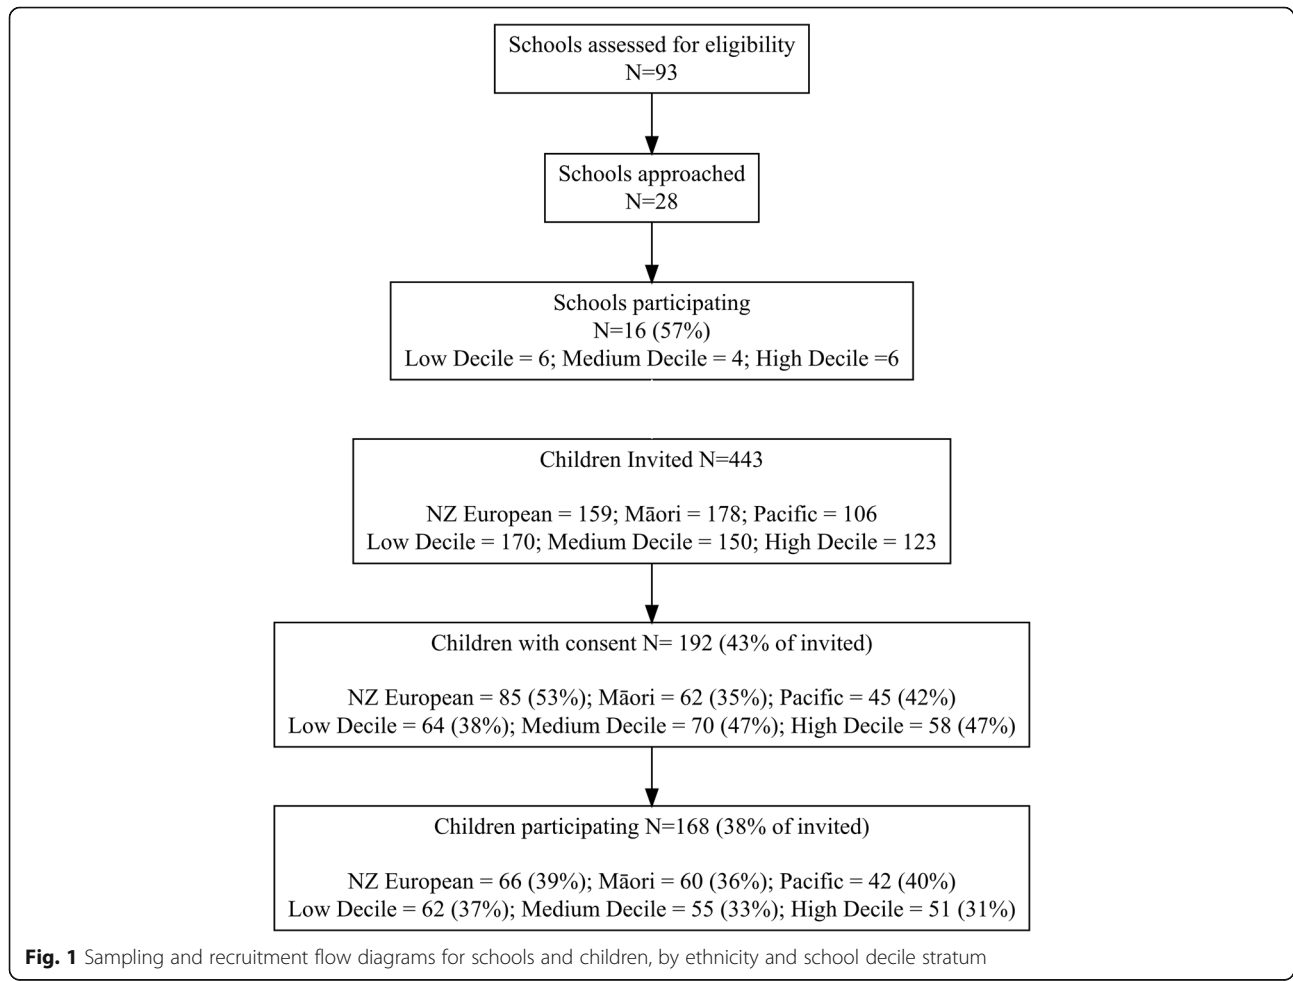 Schools assessed for eligibility
N=93
Schools approached
N=28
Schools participating
N=16 (57%)
Low Decile = 6; Medium Decile = 4; High Decile =6
Children Invited N=443
NZ European = 159; Māori = 178; Pacific = 106
Low Decile = 170; Medium Decile = 150; High Decile = 123
Children with consent N= 192 (43% of invited)
NZ European = 85 (53%); Māori = 62 (35%); Pacific = 45 (42%)
Low Decile = 64 (38%); Medium Decile = 70 (47%); High Decile = 58 (47%)
Children participating N=168 (38% of invited)
NZ European = 66 (39%); Māori = 60 (36%); Pacific = 42 (40%)
Low Decile = 62 (37%); Medium Decile = 55 (33%); High Decile = 51 (31%)
Fig. 1 Sampling and recruitment flow diagrams for schools and children, by ethnicity and school decile stratum